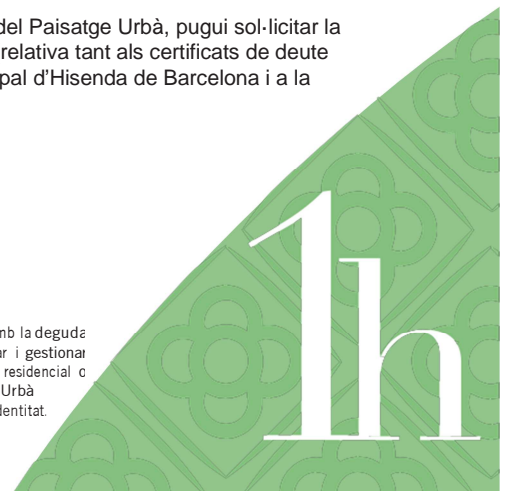 del Paisatge Urbà, pugui sol·licitar la
relativa tant als certificats de deute
pal d'Hisenda de Barcelona i a la
1h
mb la deguda
ar i gestionar
residencial o
Urbà
dentitat.